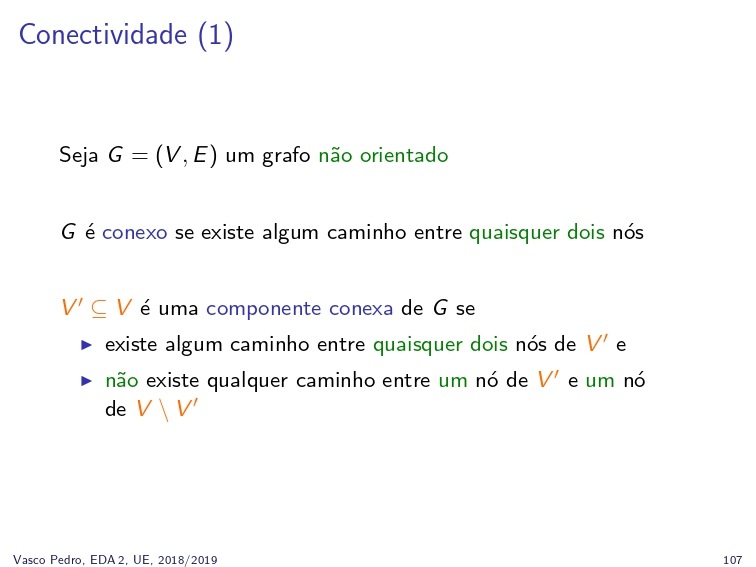 Conectividade (1)
Seja G = (V, E) um grafo não orientado
G é conexo se existe algum caminho entre quaisquer dois nós
V′ ⊆ V é uma componente conexa de G se
▶ existe algum caminho entre quaisquer dois nós de V′ e
▶ não existe qualquer caminho entre um nó de V′ e um nó
de V \ V′
Vasco Pedro, EDA 2, UE, 2018/2019 107